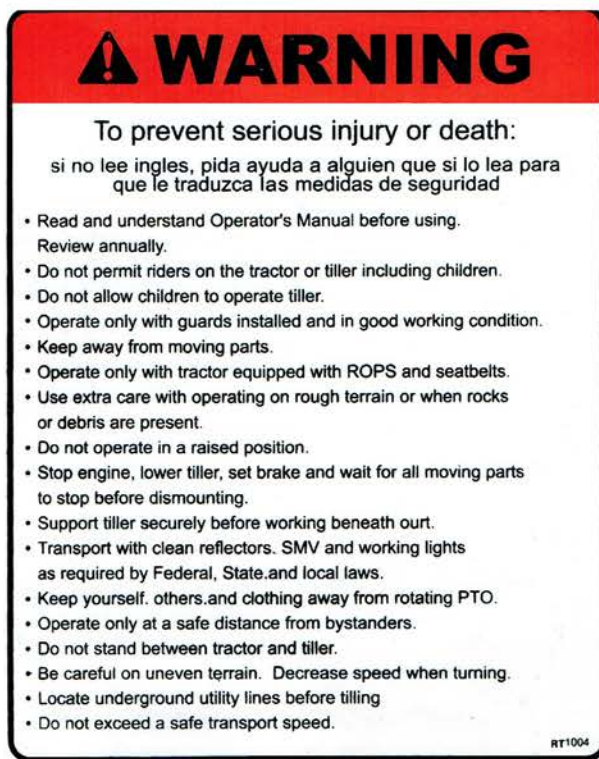 WARNING
To prevent serious injury or death:
si no lee ingles, pida ayuda a alguien que si lo lea para
que le traduzca las medidas de seguridad
• Read and understand Operator's Manual before using.
Review annually.
• Do not permit riders on the tractor or tiller including children.
• Do not allow children to operate tiller.
• Operate only with guards installed and in good working condition.
• Keep away from moving parts.
• Operate only with tractor equipped with ROPS and seatbelts.
• Use extra care with operating on rough terrain or when rocks
or debris are present.
• Do not operate in a raised position.
• Stop engine, lower tiller, set brake and wait for all moving parts
to stop before dismounting.
• Support tiller securely before working beneath ourt.
• Transport with clean reflectors. SMV and working lights
as required by Federal, State.and local laws.
• Keep yourself. others.and clothing away from rotating PTO.
• Operate only at a safe distance from bystanders.
• Do not stand between tractor and tiller.
• Be careful on uneven terrain. Decrease speed when turning.
• Locate underground utility lines before tilling
• Do not exceed a safe transport speed.
RT1004